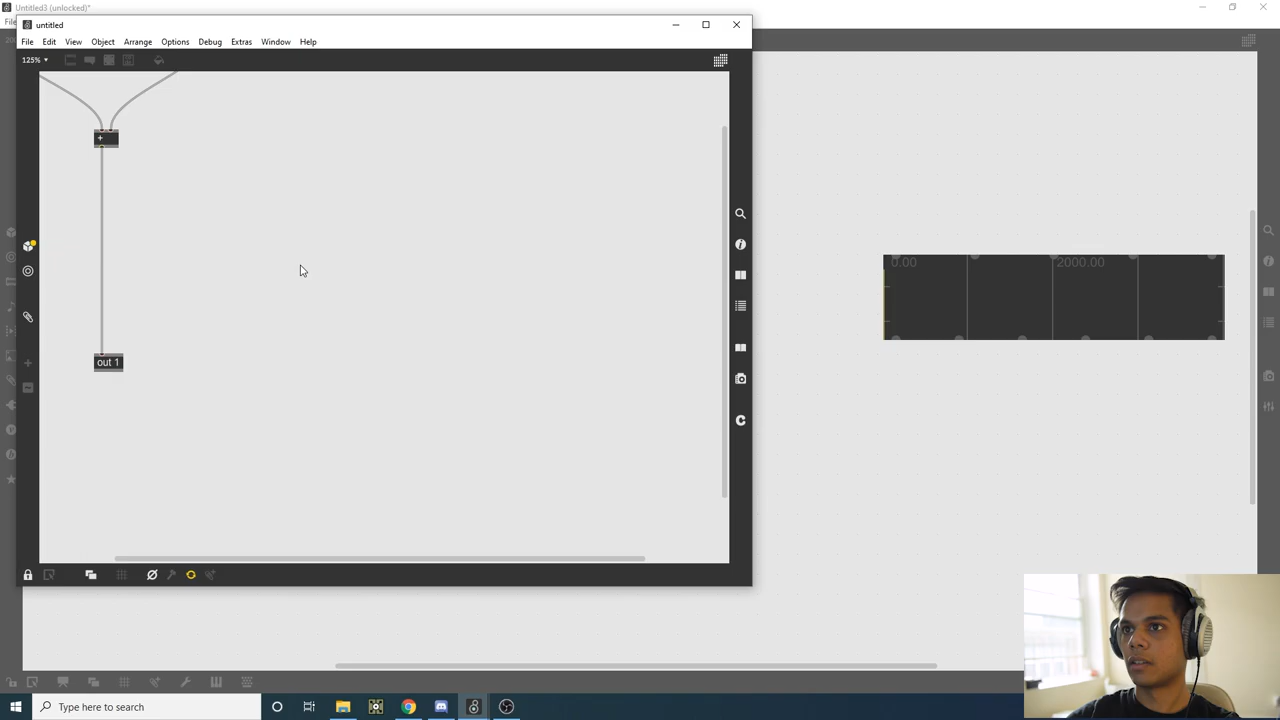 Untitled3 (unlocked)*
untitled
File Edit View Object Arrange Options Debug Extras Window Help
125%
+
out 1
0.00 2000.00
Type here to search